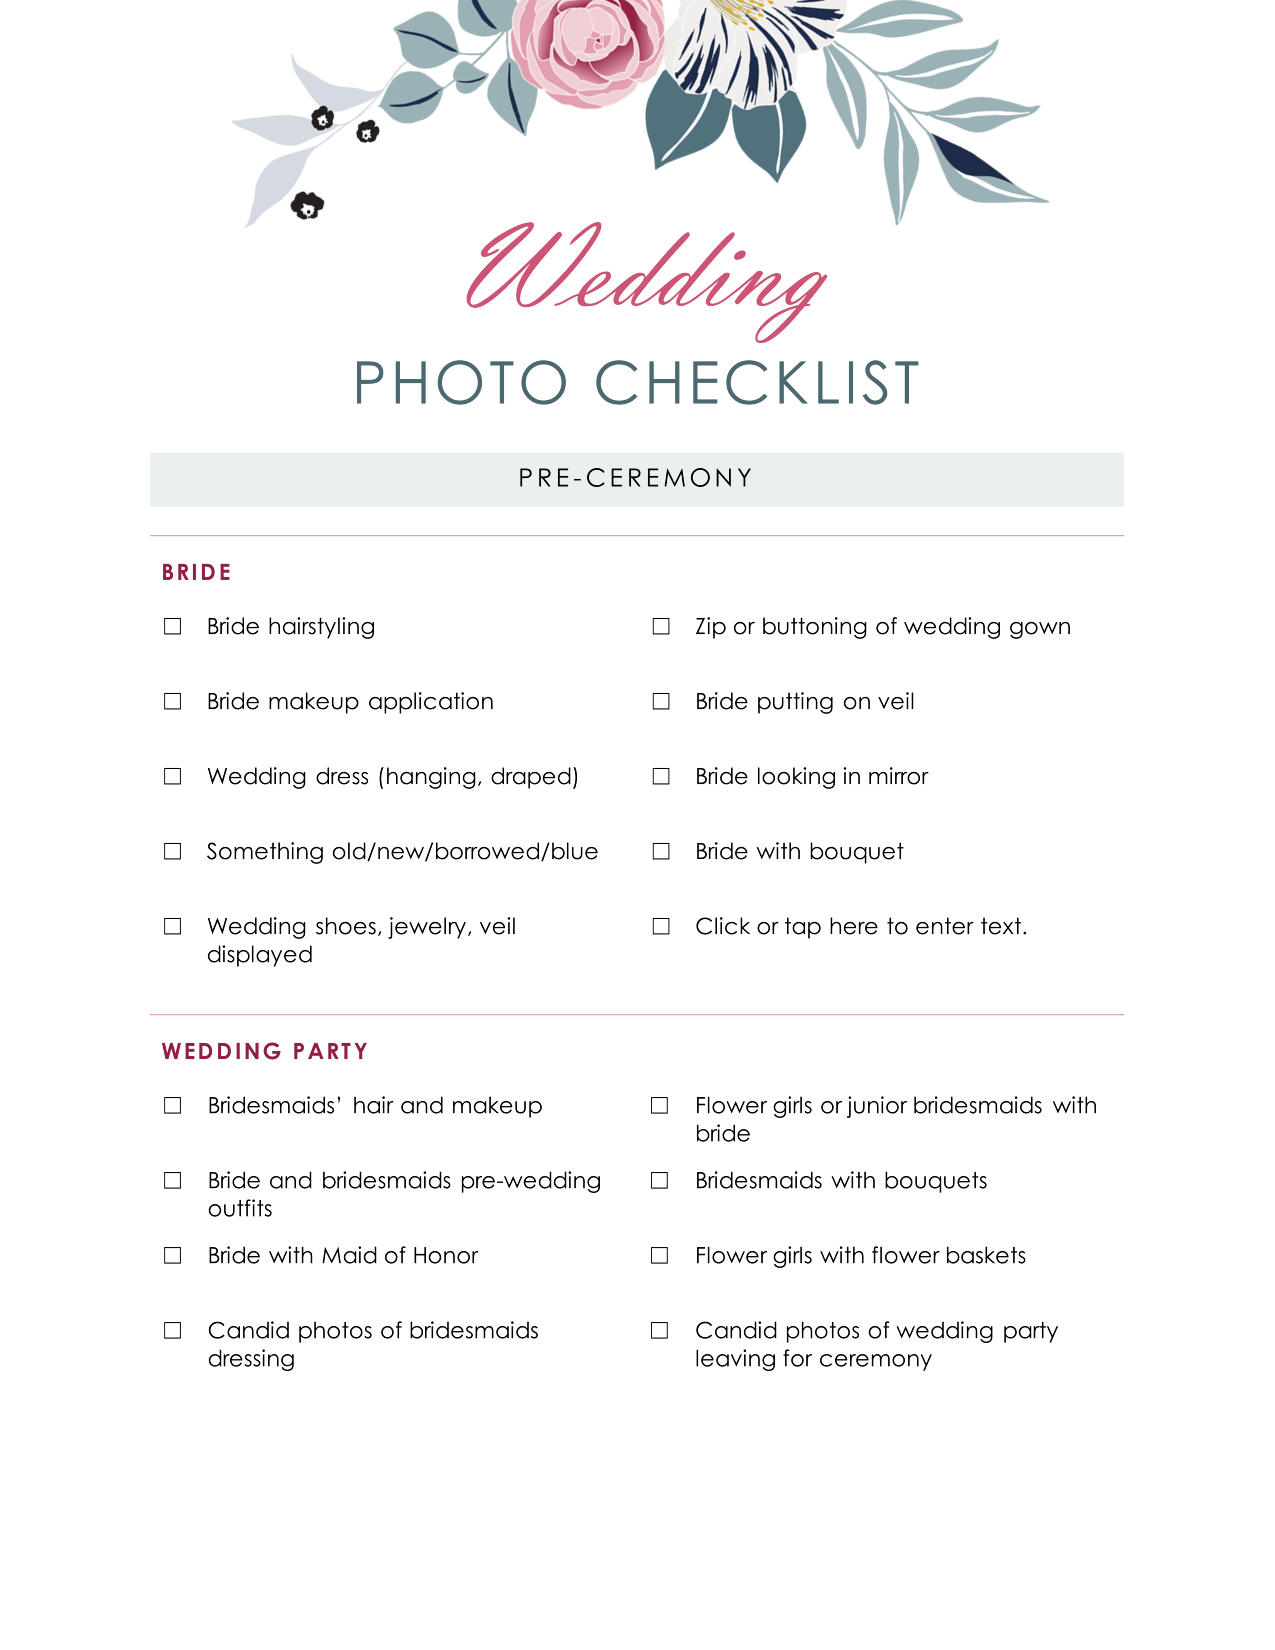 Wedding
PHOTO CHECKLIST
PRE-CEREMONY
BRIDE
☐ Bride hairstyling
☐ Zip or buttoning of wedding gown
☐ Bride makeup application
☐ Bride putting on veil
☐ Wedding dress (hanging, draped)
☐ Bride looking in mirror
☐ Something old/new/borrowed/blue
☐ Bride with bouquet
☐ Wedding shoes, jewelry, veil
displayed
☐ Click or tap here to enter text.
WEDDING PARTY
☐ Bridesmaids’ hair and makeup
☐ Flower girls or junior bridesmaids with
bride
☐ Bride and bridesmaids pre-wedding
outfits
☐ Bridesmaids with bouquets
☐ Bride with Maid of Honor
☐ Flower girls with flower baskets
☐ Candid photos of bridesmaids
dressing
☐ Candid photos of wedding party
leaving for ceremony